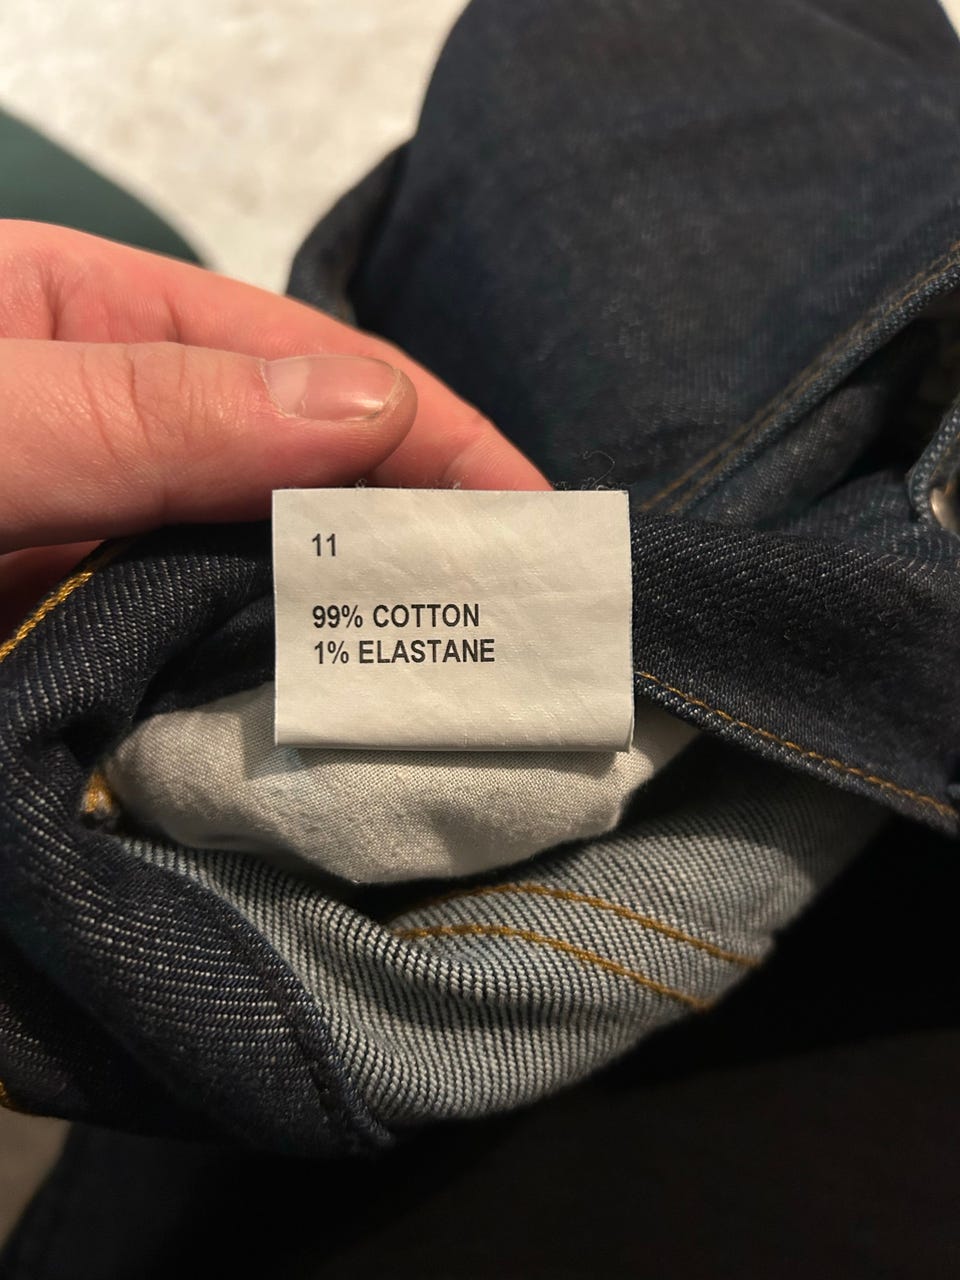 11
99% COTTON
1% ELASTANE